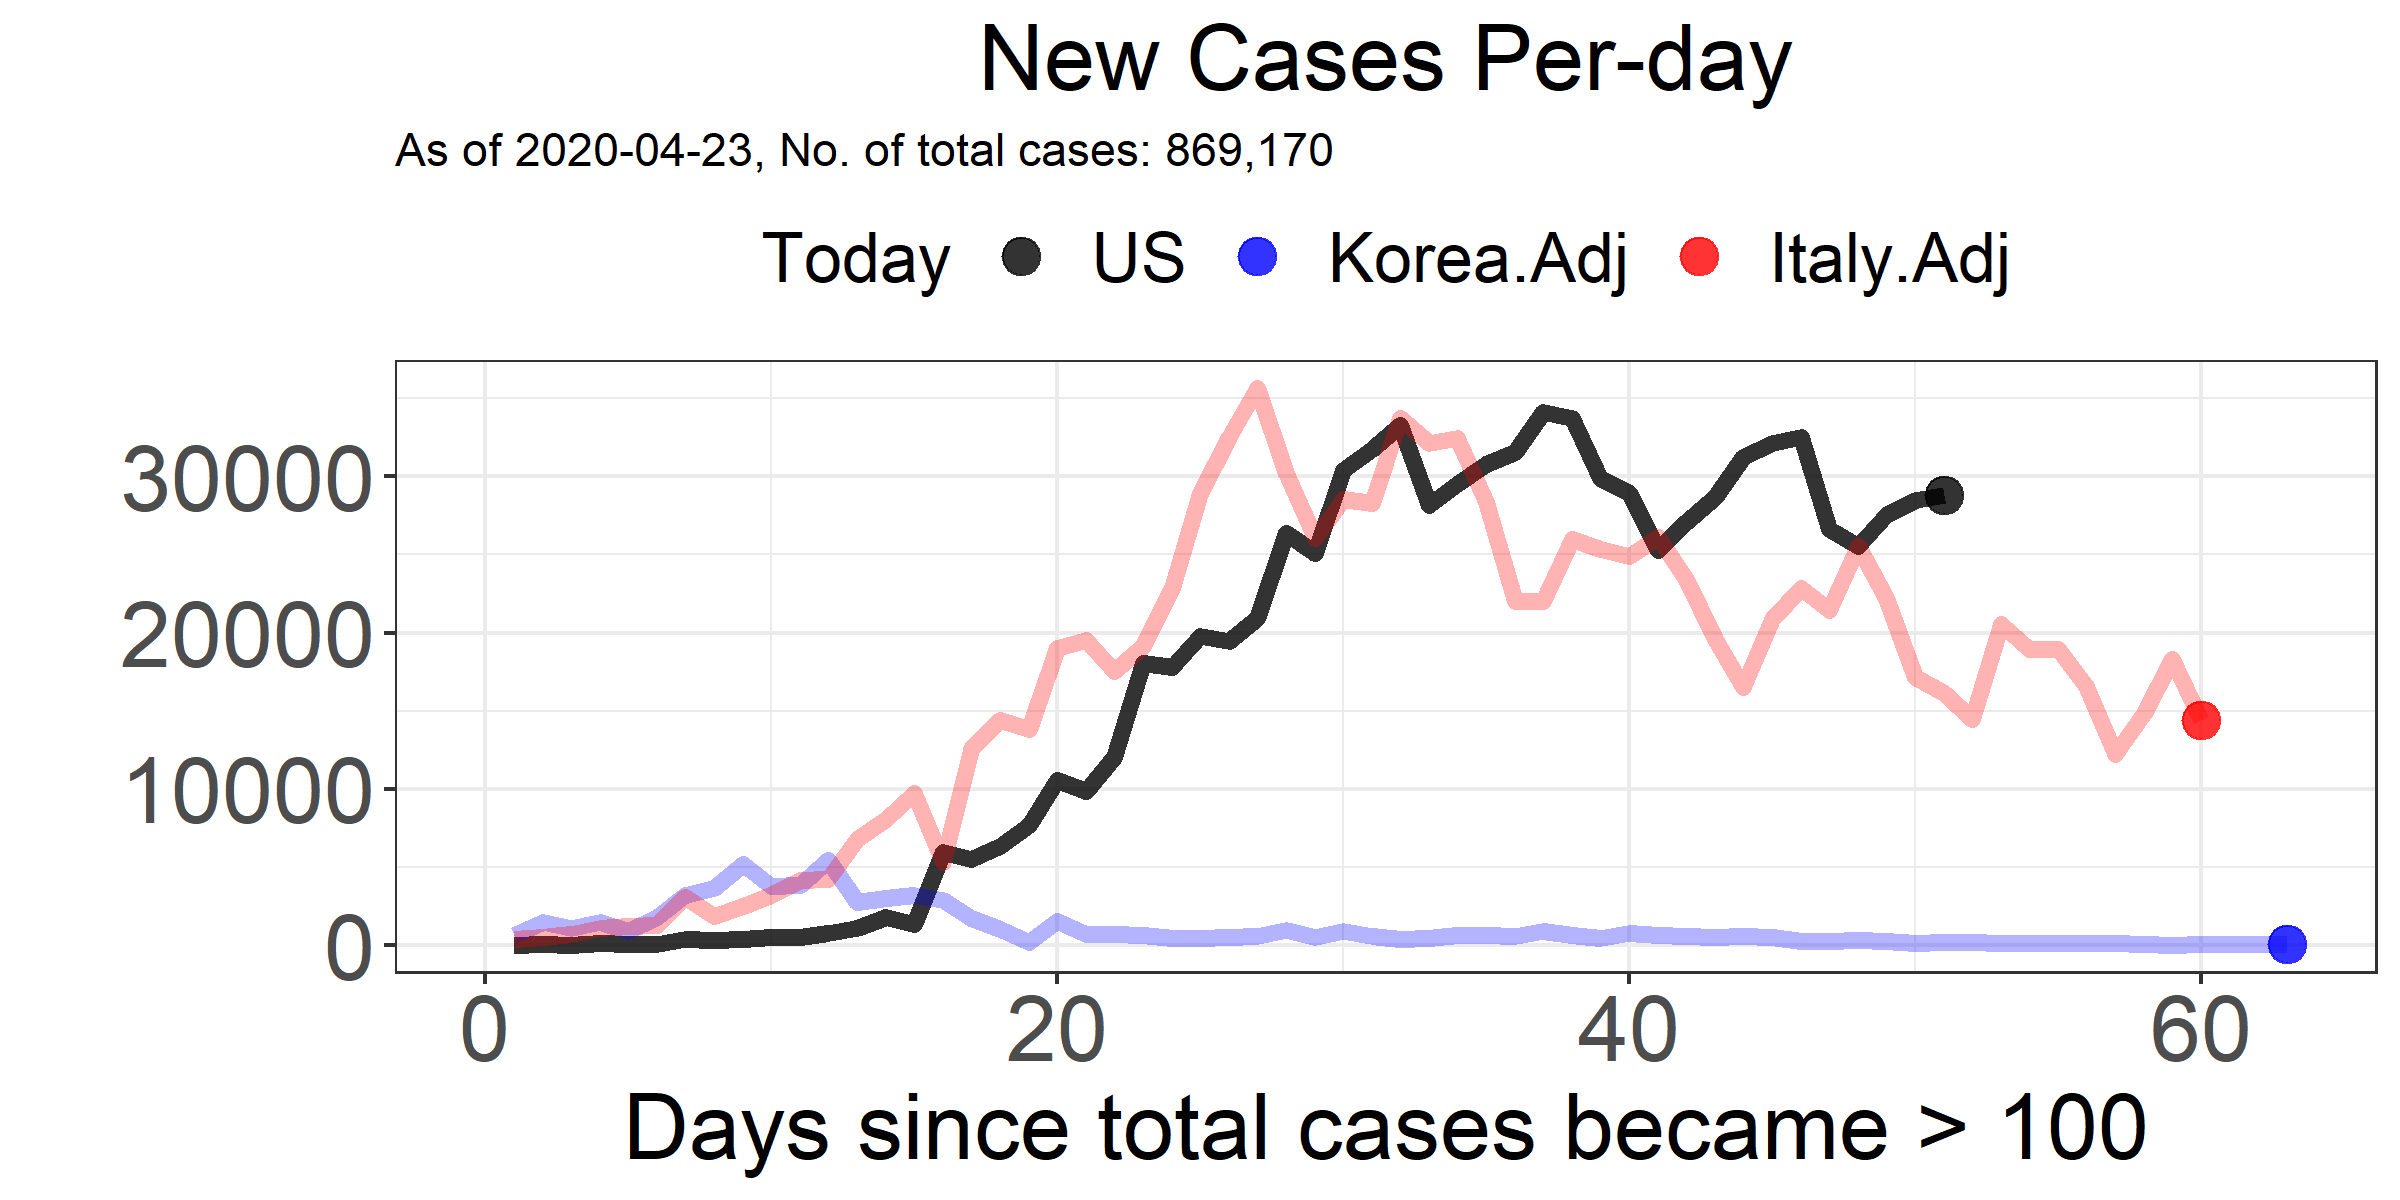 New Cases Per-day
As of 2020-04-23, No. of total cases: 869,170
Today US Korea.Adj Italy.Adj
30000
20000
10000
0
0 20 40 60
Days since total cases became > 100